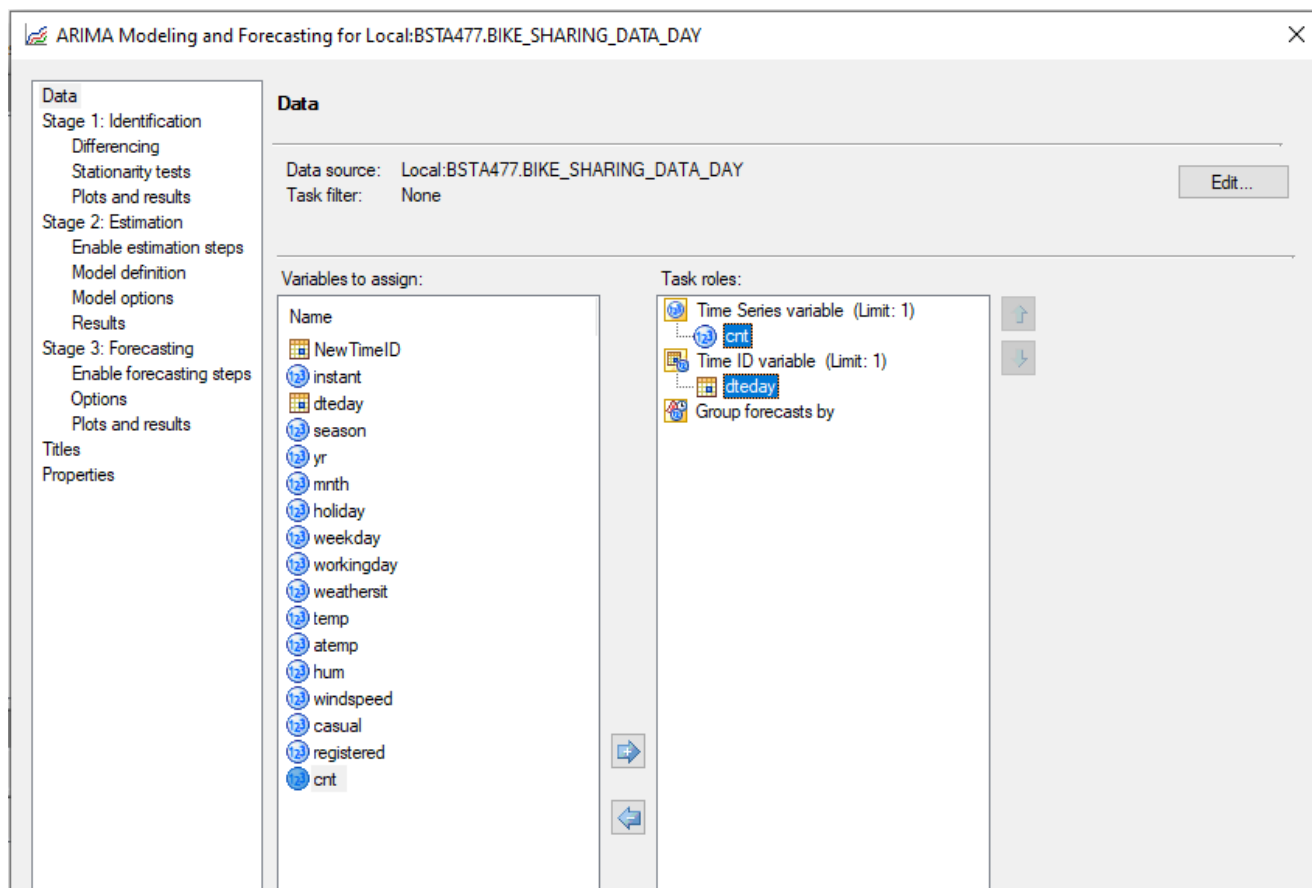 ARIMA Modeling and Forecasting for Local:BSTA477.BIKE_SHARING_DATA_DAY
Data
Stage 1: Identification
Differencing
Stationarity tests
Plots and results
Stage 2: Estimation
Enable estimation steps
Model definition
Model options
Results
Stage 3: Forecasting
Enable forecasting steps
Options
Plots and results
Titles
Properties
Data
Data source: Local:BSTA477.BIKE_SHARING_DATA_DAY
Task filter: None
Edit...
Variables to assign:
Name
NewTimeID
instant
dteday
season
yr
mnth
holiday
weekday
workingday
weathersit
temp
atemp
hum
windspeed
casual
registered
cnt
Task roles:
Time Series variable (Limit: 1)
cnt
Time ID variable (Limit: 1)
dteday
Group forecasts by